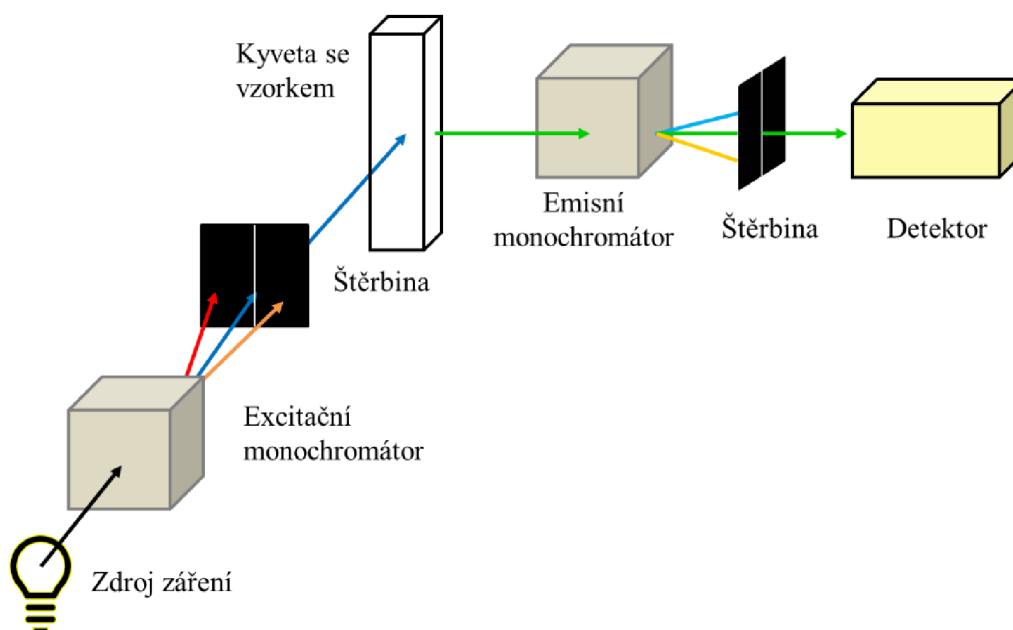 Kyveta se
vzorkem
Emisní
monochromátor
Štěrbina
Detektor
Štěrbina
Excitační
monochromátor
Zdroj záření